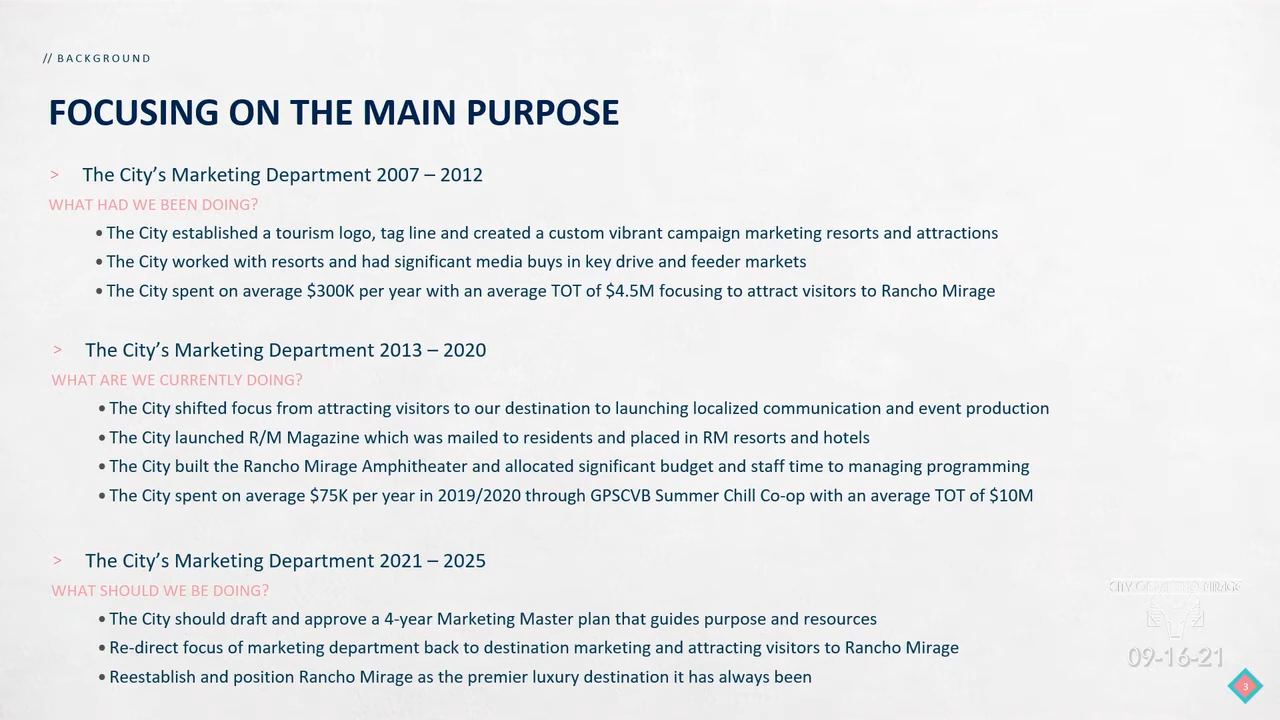 // BACKGROUND
FOCUSING ON THE MAIN PURPOSE
> The City’s Marketing Department 2007 – 2012
WHAT HAD WE BEEN DOING?
• The City established a tourism logo, tag line and created a custom vibrant campaign marketing resorts and attractions
• The City worked with resorts and had significant media buys in key drive and feeder markets
• The City spent on average $300K per year with an average TOT of $4.5M focusing to attract visitors to Rancho Mirage
> The City’s Marketing Department 2013 – 2020
WHAT ARE WE CURRENTLY DOING?
• The City shifted focus from attracting visitors to our destination to launching localized communication and event production
• The City launched R/M Magazine which was mailed to residents and placed in RM resorts and hotels
• The City built the Rancho Mirage Amphitheater and allocated significant budget and staff time to managing programming
• The City spent on average $75K per year in 2019/2020 through GPSCVB Summer Chill Co-op with an average TOT of $10M
> The City’s Marketing Department 2021 – 2025
WHAT SHOULD WE BE DOING?
• The City should draft and approve a 4-year Marketing Master plan that guides purpose and resources
• Re-direct focus of marketing department back to destination marketing and attracting visitors to Rancho Mirage
• Reestablish and position Rancho Mirage as the premier luxury destination it has always been
CITY OF RANCHO MIRAGE
09-16-21
3